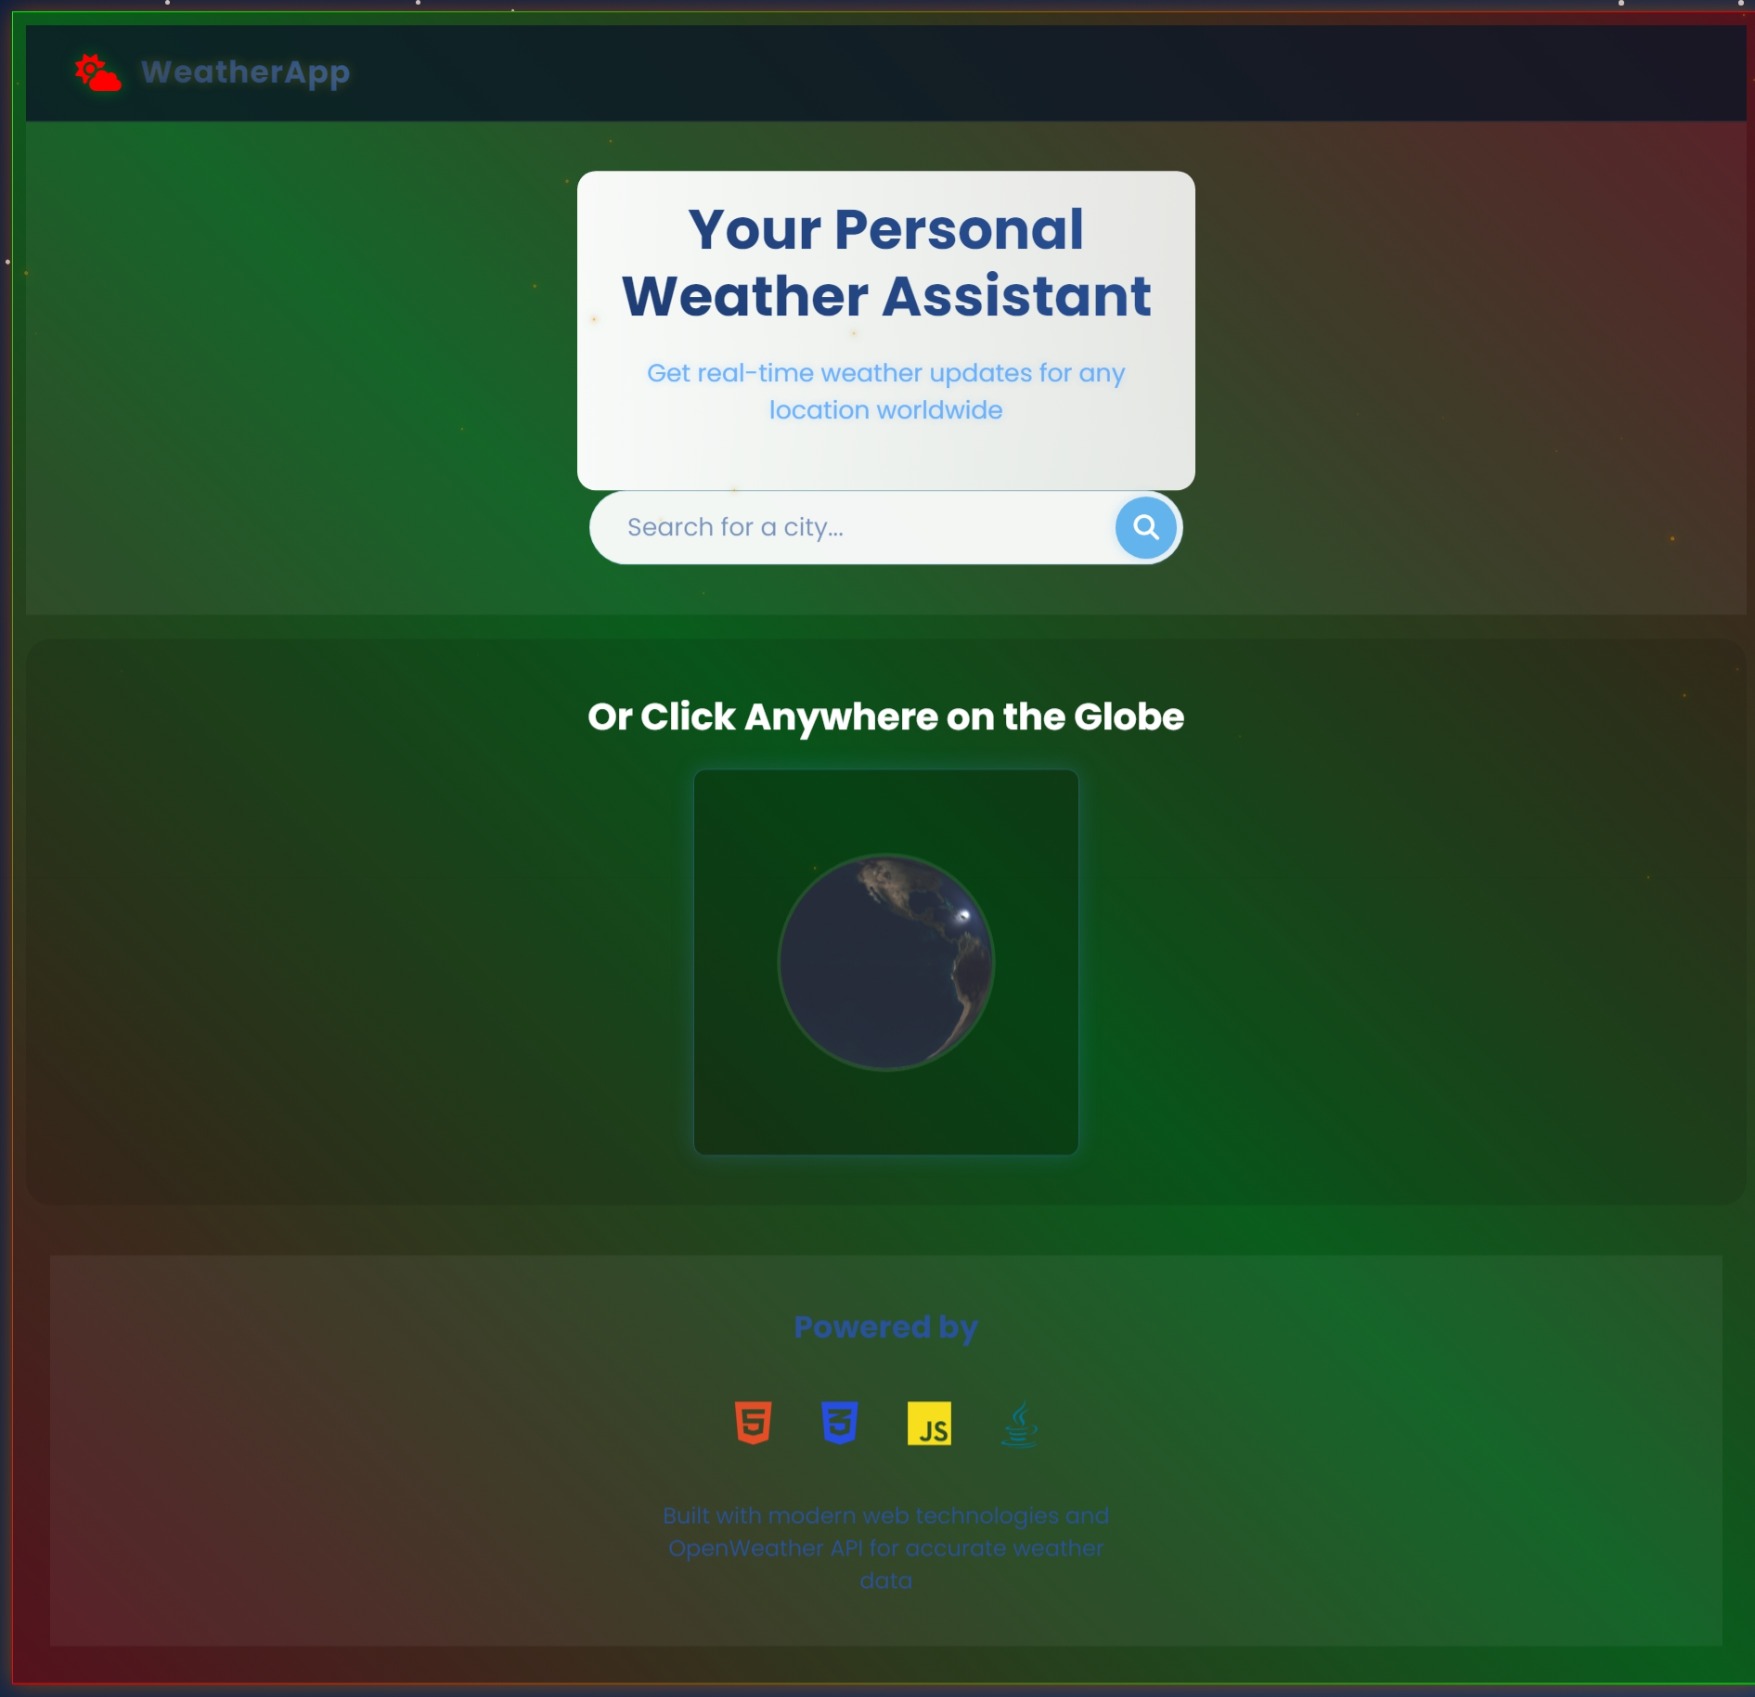 WeatherApp
Your Personal
Weather Assistant
Get real-time weather updates for any
location worldwide
Search for a city...
Or Click Anywhere on the Globe
Powered by
5
3
JS
Built with modern web technologies and
OpenWeather API for accurate weather
data